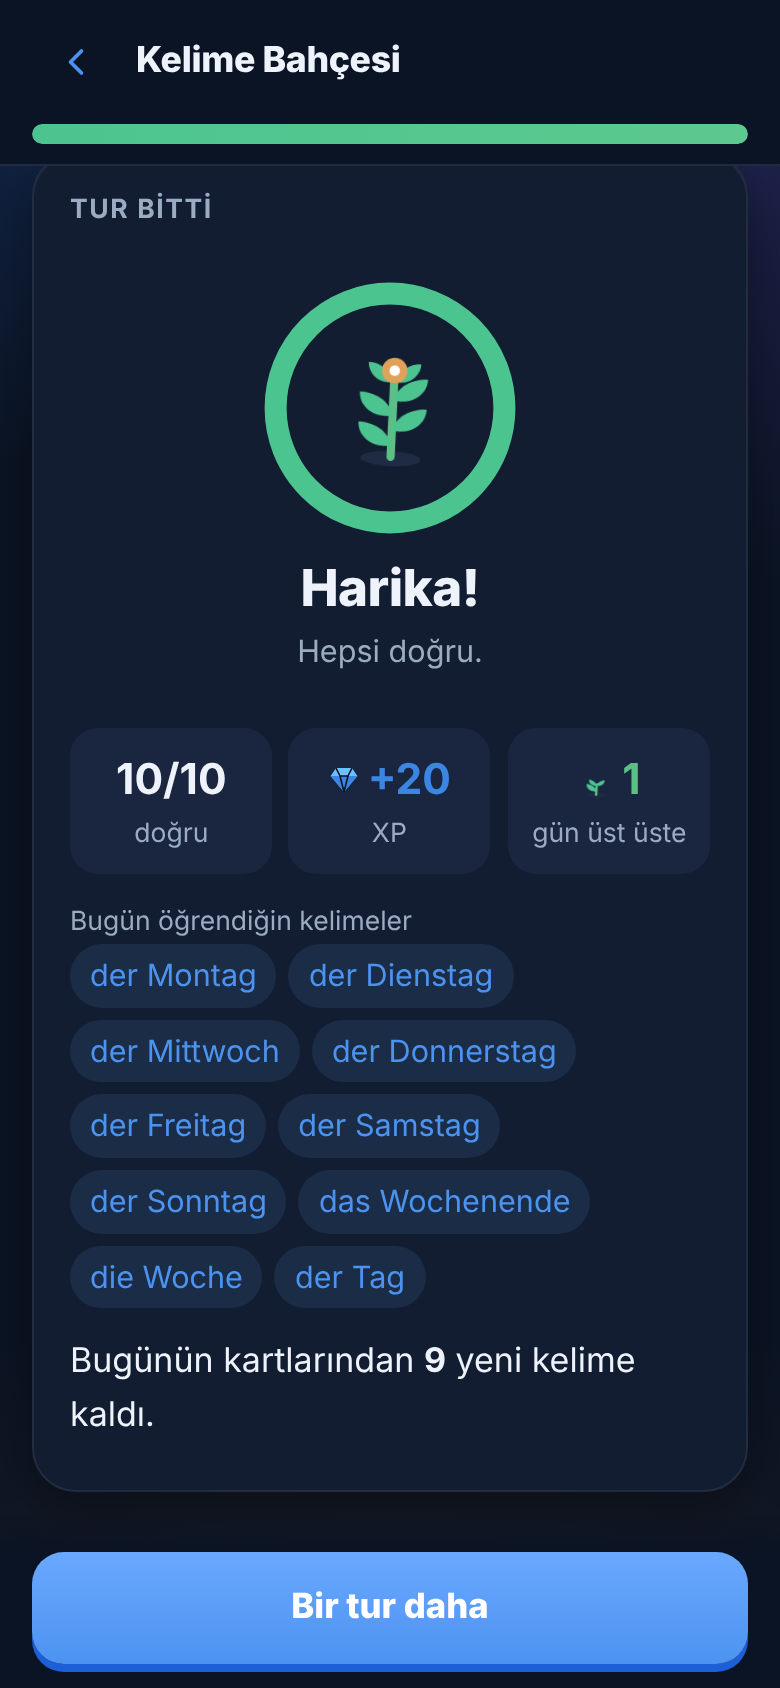 Kelime Bahçesi
TUR BİTTİ
Harika!
Hepsi doğru.
10/10
doğru
+20
XP
1
gün üst üste
Bugün öğrendiğin kelimeler
der Montag
der Dienstag
der Mittwoch
der Donnerstag
der Freitag
der Samstag
der Sonntag
das Wochenende
die Woche
der Tag
Bugünün kartlarından 9 yeni kelime
kaldı.
Bir tur daha